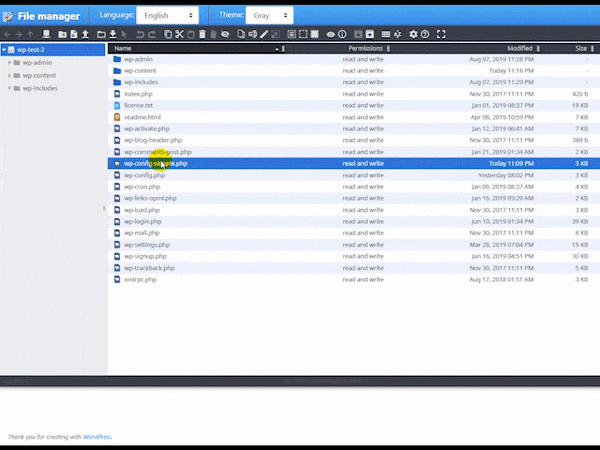 File manager Language: English Theme: Gray
wp-test-2
wp-admin
wp-content
wp-includes
Name Permissions Modified Size
wp-admin read and write Aug 07, 2019 11:28 PM -
wp-content read and write Today 11:16 PM -
wp-includes read and write Aug 07, 2019 11:29 PM -
index.php read and write Nov 30, 2017 11:11 PM 420 b
license.txt read and write Jan 01, 2019 08:37 PM 19 KB
readme.html read and write Apr 08, 2019 10:59 PM 7 KB
wp-activate.php read and write Jan 12, 2019 06:41 AM 7 KB
wp-blog-header.php read and write Nov 30, 2017 11:11 PM 369 b
wp-comments-post.php read and write Jan 21, 2019 01:34 AM 2 KB
read and write Today 11:09 PM 3 KB
wp-config.php read and write Yesterday 08:02 PM 3 KB
wp-cron.php read and write Jan 09, 2019 08:37 AM 4 KB
wp-links-opml.php read and write Jan 16, 2019 05:29 AM 2 KB
wp-load.php read and write Nov 30, 2017 11:11 PM 3 KB
wp-login.php read and write Jun 10, 2019 01:34 PM 39 KB
wp-mail.php read and write Nov 30, 2017 11:11 PM 8 KB
wp-settings.php read and write Mar 28, 2019 07:04 PM 19 KB
wp-signup.php read and write Jan 16, 2019 04:51 PM 30 KB
wp-trackback.php read and write Nov 30, 2017 11:11 PM 5 KB
xmlrpc.php read and write Aug 17, 2018 01:51 AM 3 KB
Thank you for creating with WordPress.